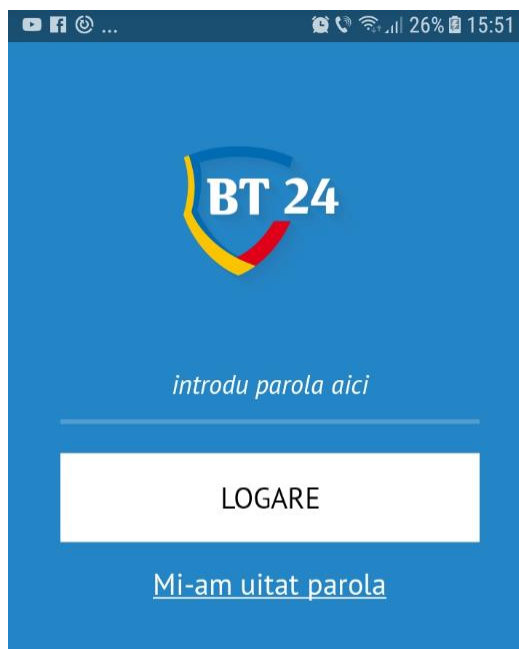 ... 26% 15:51
BT 24
introdu parola aici
LOGARE
Mi-am uitat parola